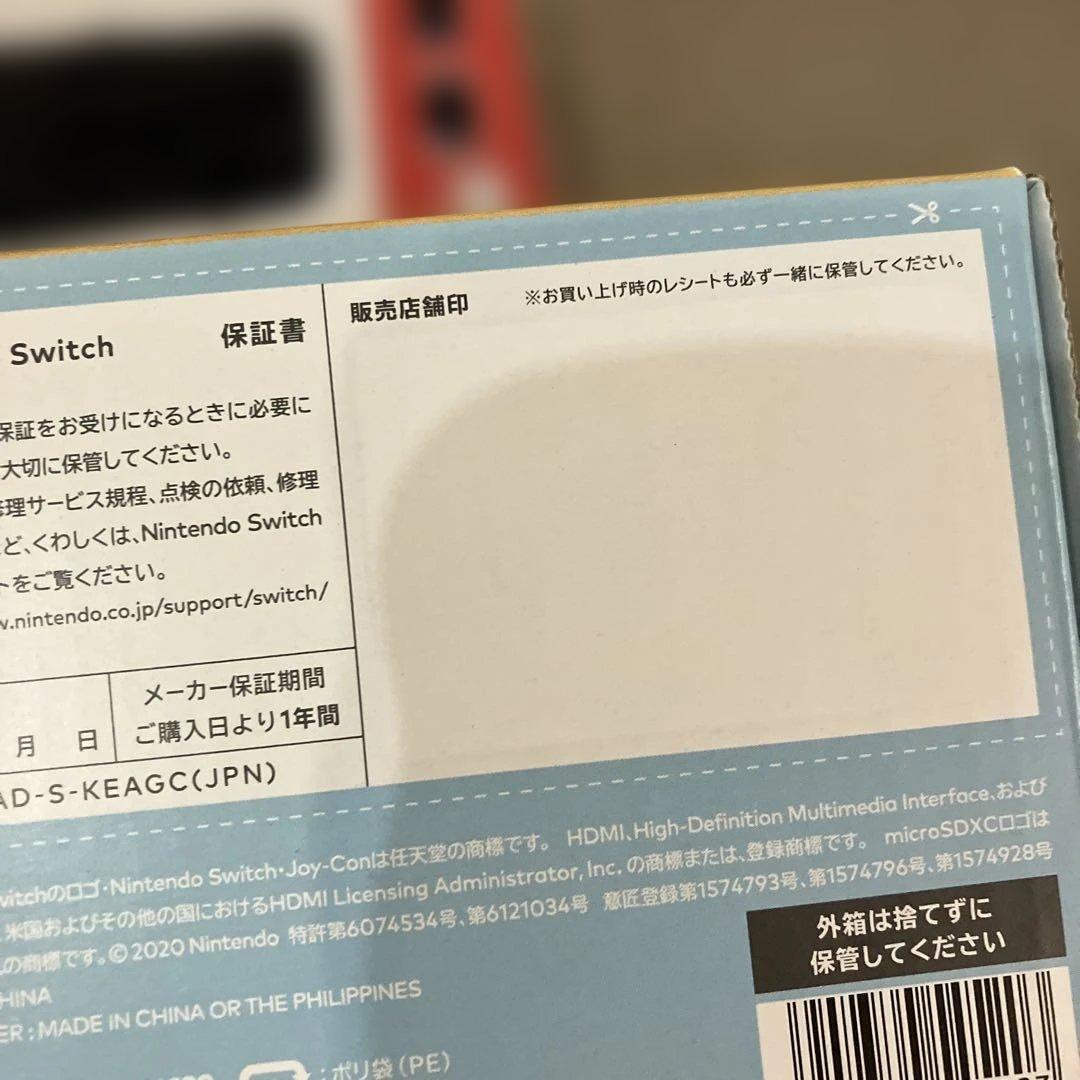 販売店舗印
※お買い上げ時のレシートも必ず一緒に保管してください。
Switch 保証書
保証をお受けになるときに必要に
大切に保管してください。
修理サービス規程、点検の依頼、修理
ど、くわしくは、Nintendo Switch
トをご覧ください。
w.nintendo.co.jp/support/switch/
月 日
メーカー保証期間
ご購入日より1年間
AD-S-KEAGC(JPN)
witchのロゴ・Nintendo Switch・Joy-Conは任天堂の商標です。 HDMI、High-Definition Multimedia Interface、および
米国およびその他の国におけるHDMI Licensing Administrator, Inc. の商標または、登録商標です。 microSDXCロゴは
の商標です。© 2020 Nintendo 特許第6074534号、第6121034号 意匠登録第1574793号、第1574796号、第1574928号
HINA
ER : MADE IN CHINA OR THE PHILIPPINES
: ポリ袋 (PE)
外箱は捨てずに
保管してください